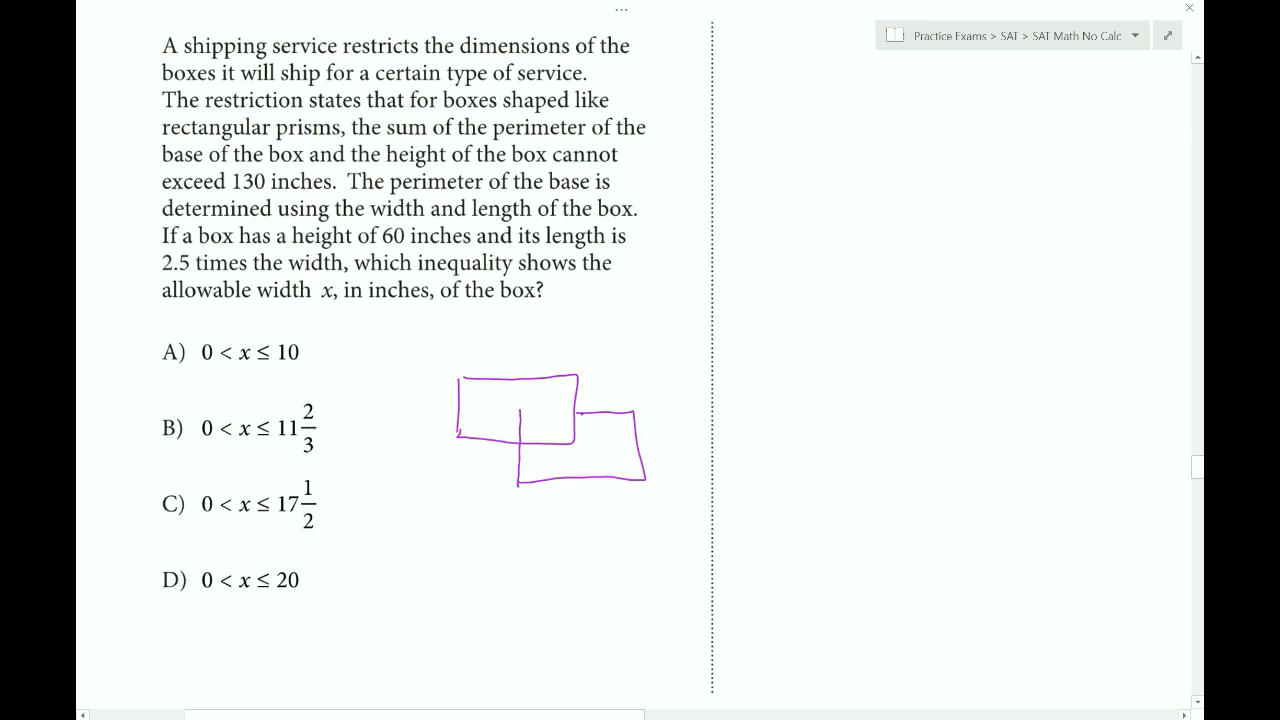 ...
Practice Exams > SAT > SAT Math No Calc
A shipping service restricts the dimensions of the
boxes it will ship for a certain type of service.
The restriction states that for boxes shaped like
rectangular prisms, the sum of the perimeter of the
base of the box and the height of the box cannot
exceed 130 inches. The perimeter of the base is
determined using the width and length of the box.
If a box has a height of 60 inches and its length is
2.5 times the width, which inequality shows the
allowable width x, in inches, of the box?
A) 0 < x ≤ 10
B) 0 < x ≤ 11 2/3
C) 0 < x ≤ 17 1/2
D) 0 < x ≤ 20